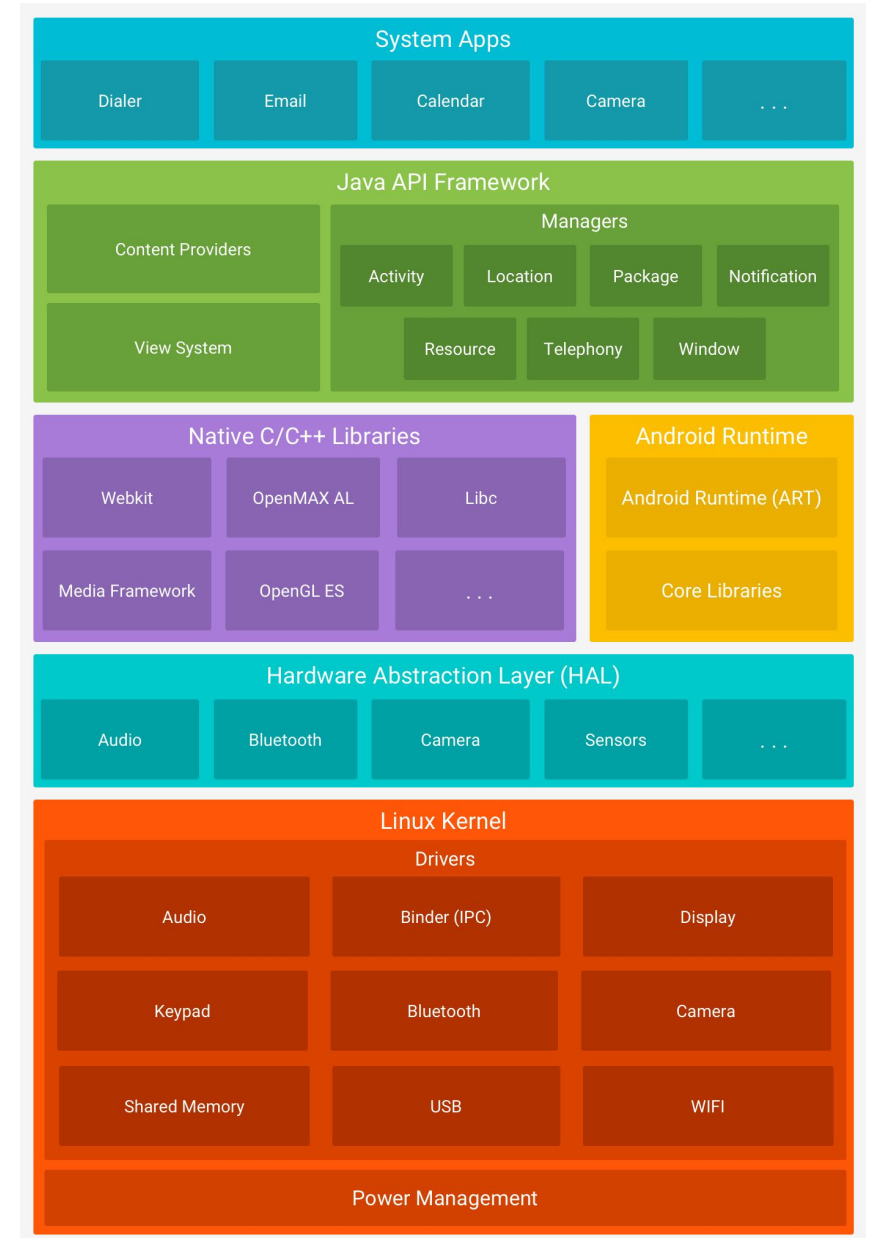 System Apps
Dialer
Email
Calendar
Camera
. . .
Java API Framework
Content Providers
View System
Managers
Activity
Location
Package
Notification
Resource
Telephony
Window
Native C/C++ Libraries
Webkit
OpenMAX AL
Libc
Media Framework
OpenGL ES
. . .
Android Runtime
Android Runtime (ART)
Core Libraries
Hardware Abstraction Layer (HAL)
Audio
Bluetooth
Camera
Sensors
. . .
Linux Kernel
Drivers
Audio
Binder (IPC)
Display
Keypad
Bluetooth
Camera
Shared Memory
USB
WIFI
Power Management